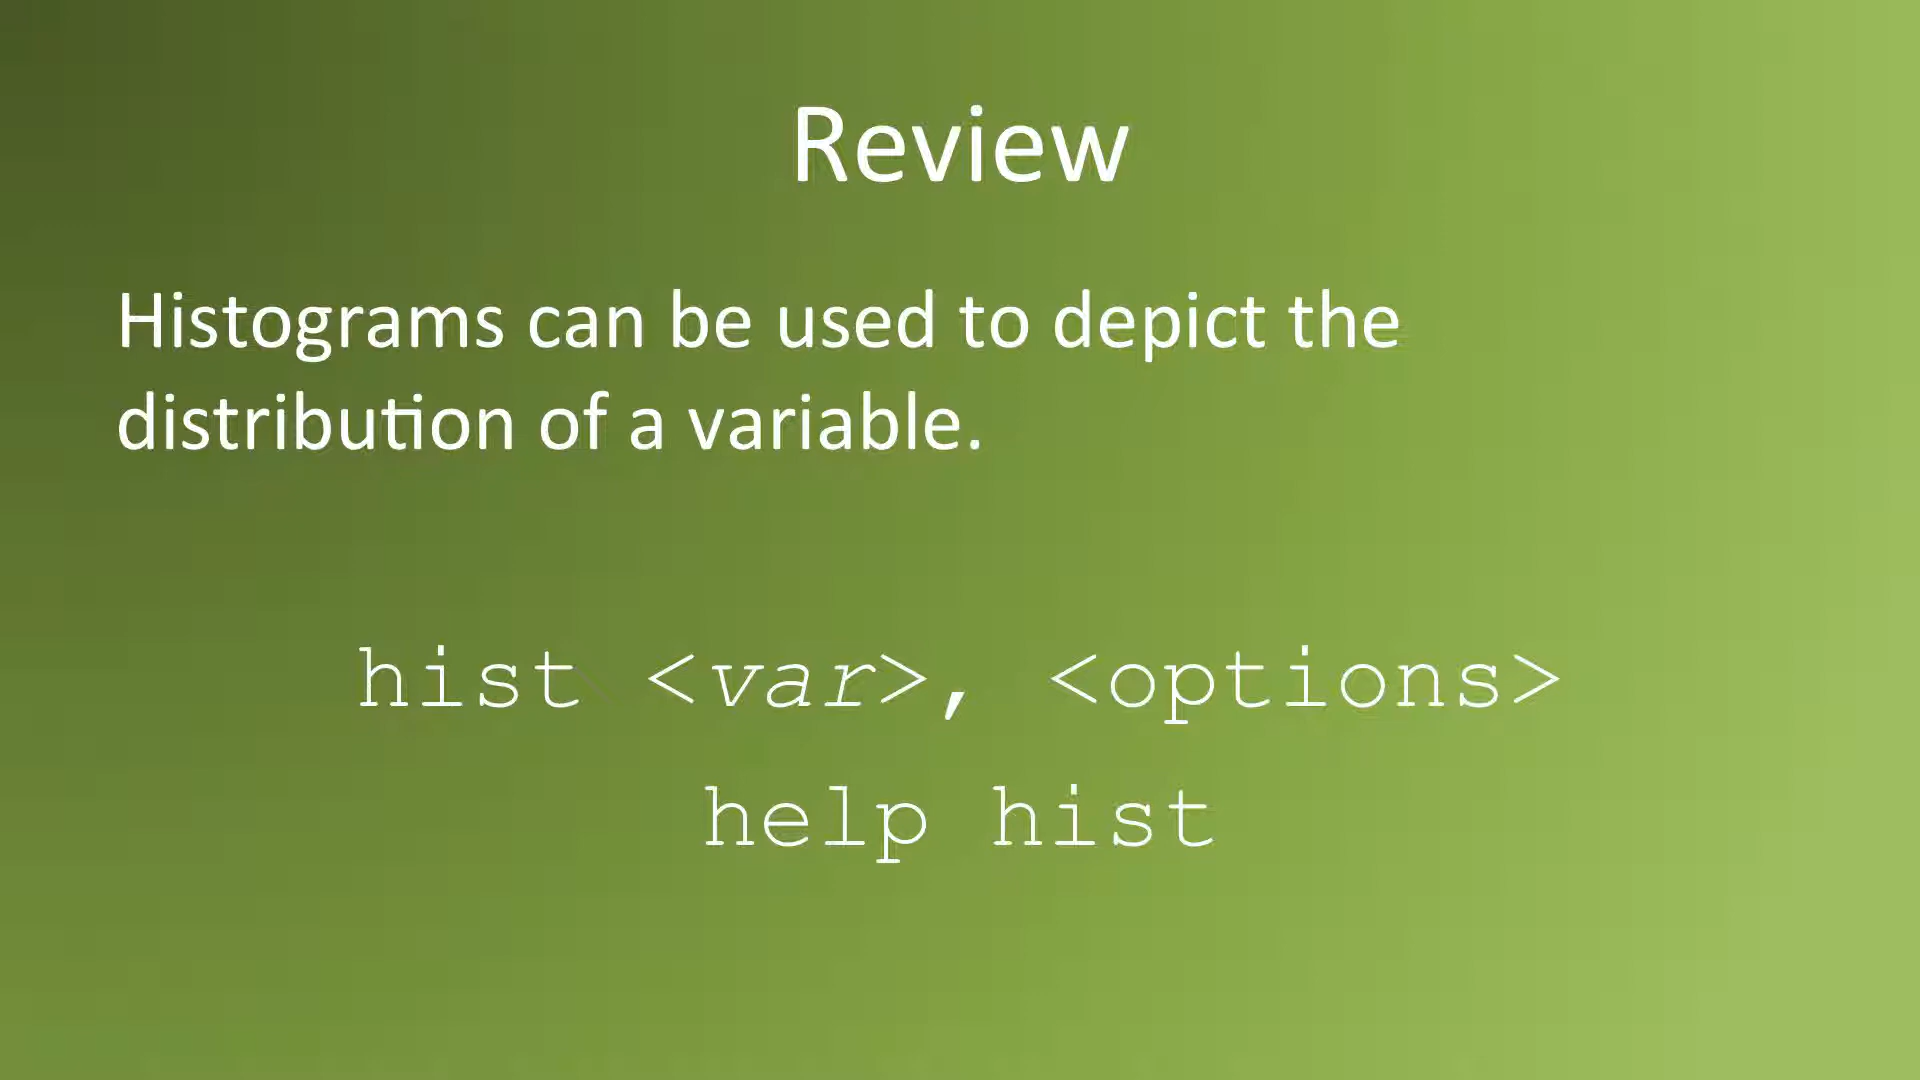 Review
Histograms can be used to depict the
distribution of a variable.
hist <var>, <options>
help hist